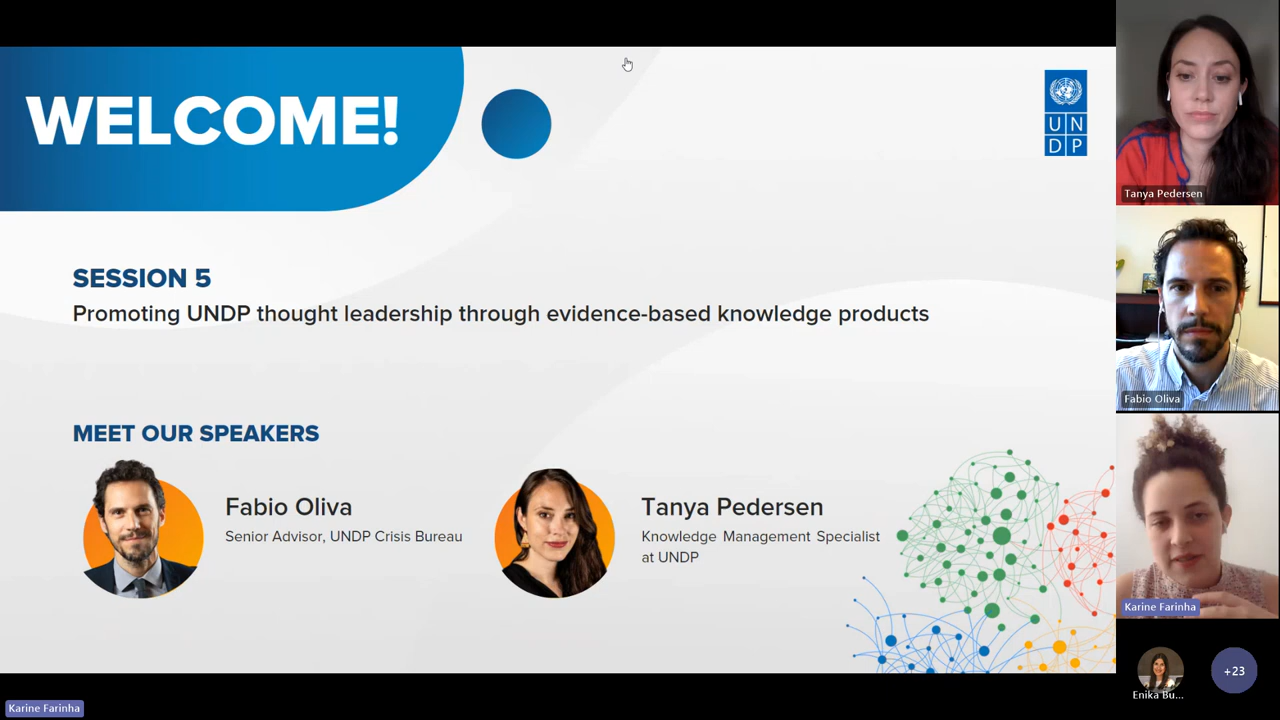 WELCOME!
UN
DP
SESSION 5
Promoting UNDP thought leadership through evidence-based knowledge products
MEET OUR SPEAKERS
Fabio Oliva
Senior Advisor, UNDP Crisis Bureau
Tanya Pedersen
Knowledge Management Specialist
at UNDP
Tanya Pedersen
Fabio Oliva
Karine Farinha
Enika Bu...
+23
Karine Farinha